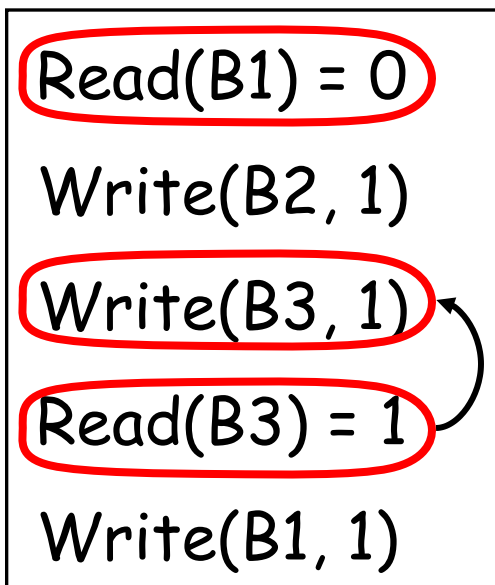 Read(B1) = 0
Write(B2, 1)
Write(B3, 1)
Read(B3) = 1
Write(B1, 1)